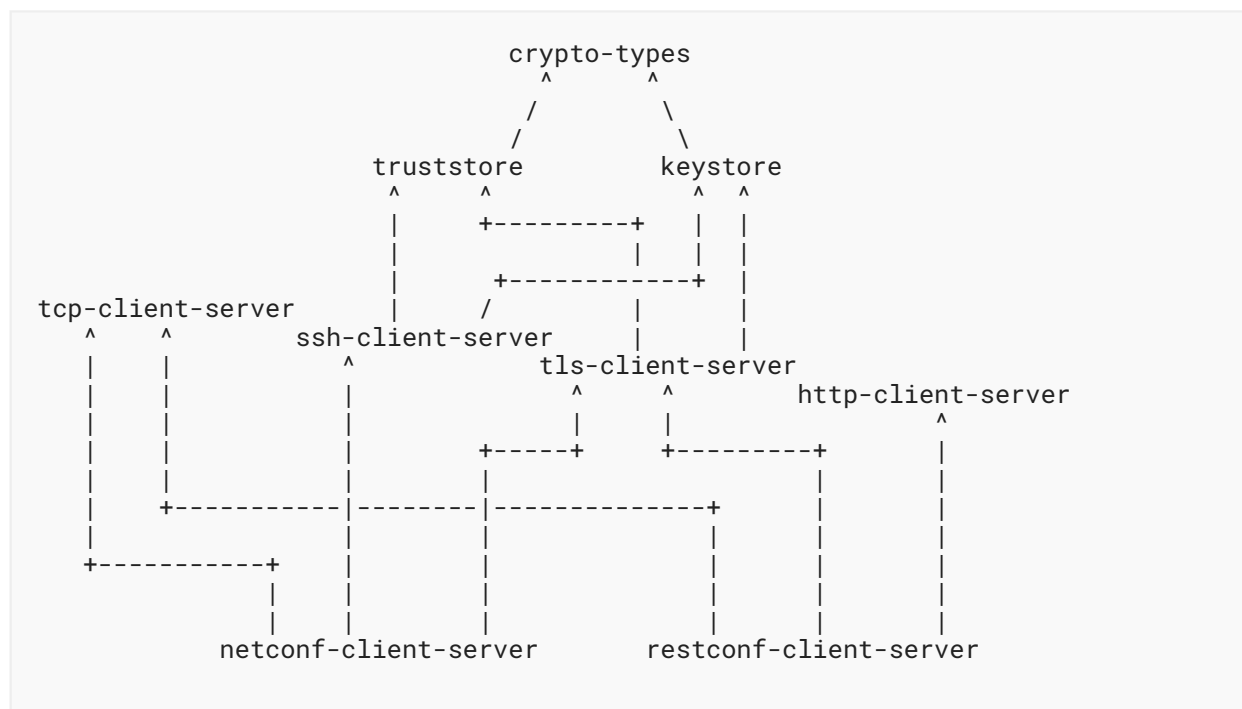 crypto-types
truststore keystore
tcp-client-server
ssh-client-server
tls-client-server
http-client-server
netconf-client-server restconf-client-server